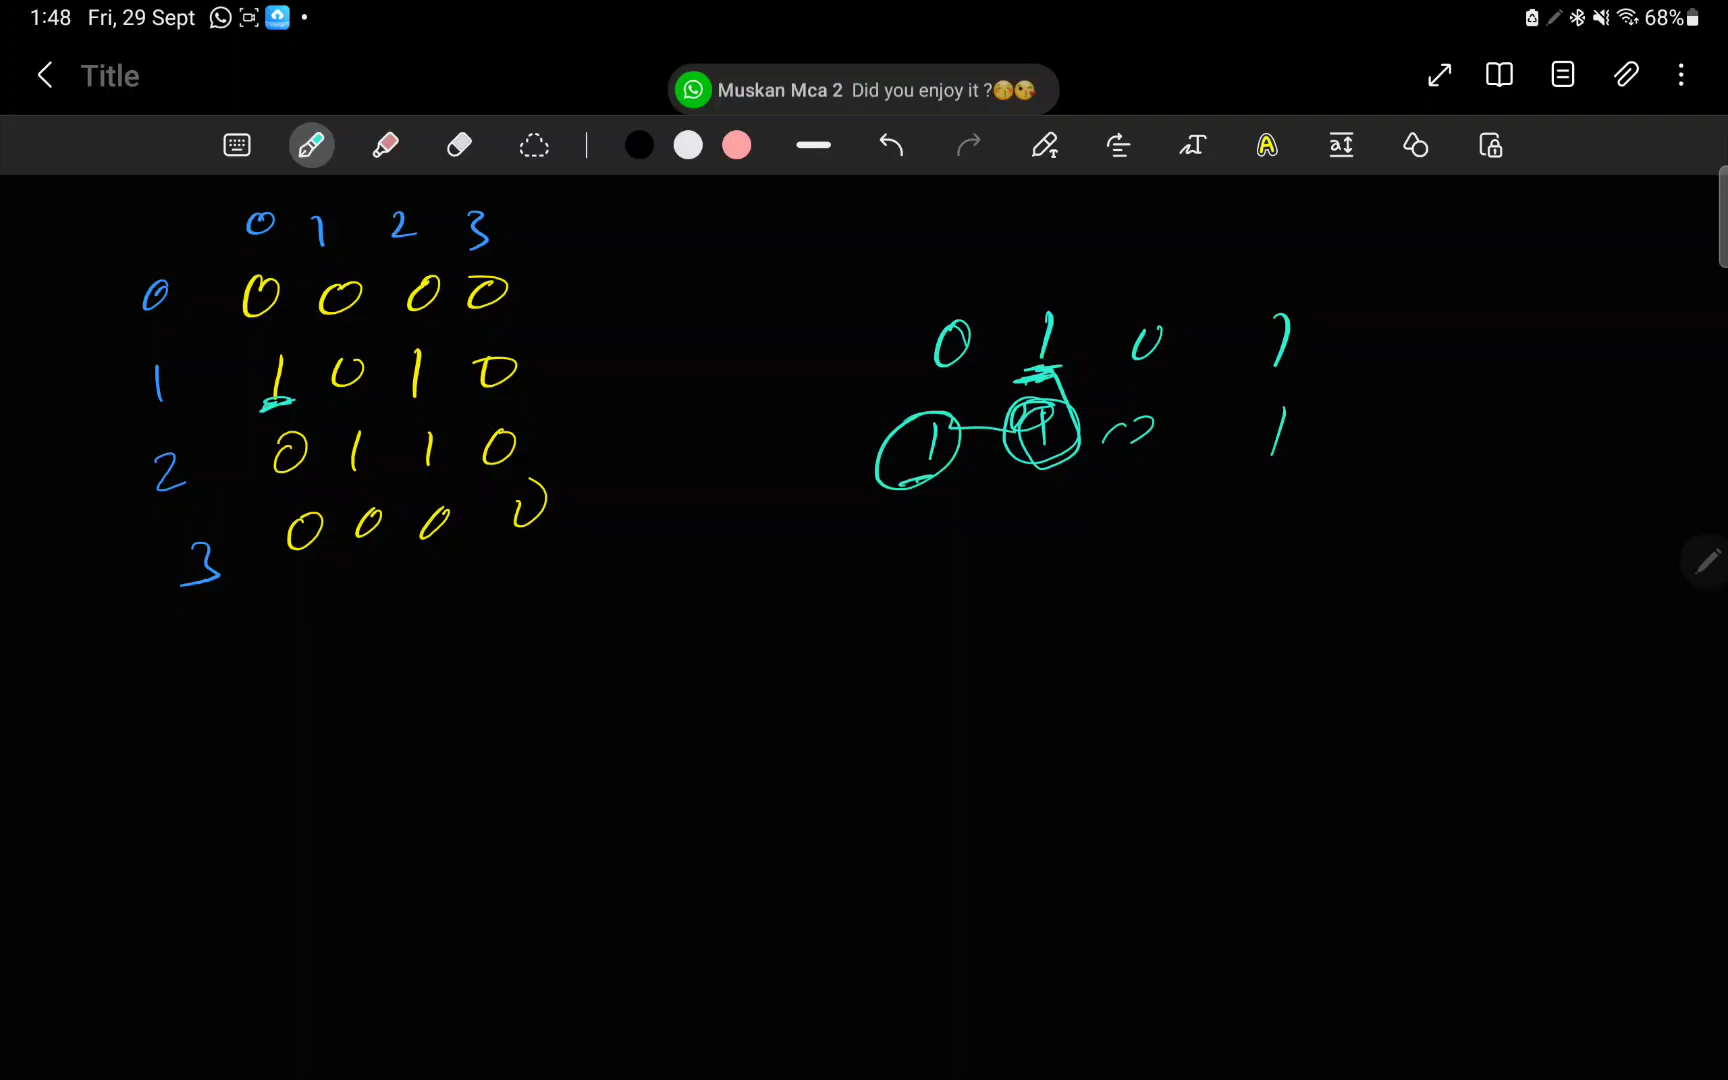 1:48 Fri, 29 Sept 68%
Title
Muskan Mca 2 Did you enjoy it ?😚😘
0 1 2 3
0 0 0 0 0
1 1 0 1 0
2 0 1 1 0
3 0 0 0 0
0 1 0 1
1 1 0 1